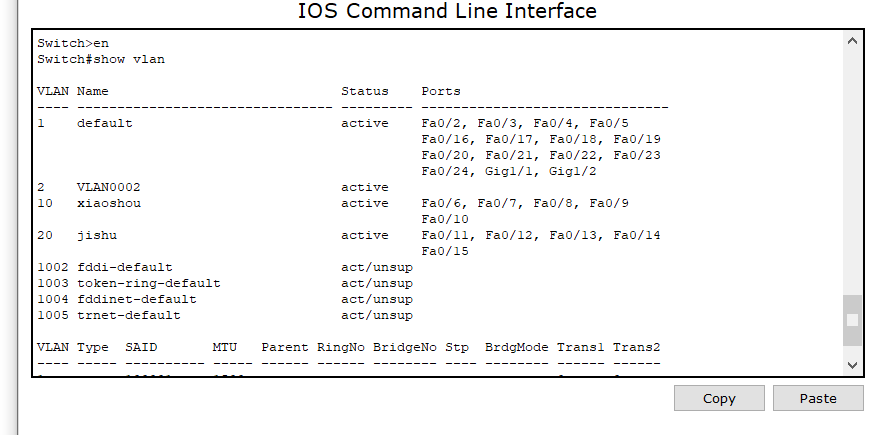 IOS Command Line Interface
Switch>en
Switch#show vlan
VLAN Name                             Status    Ports
---- -------------------------------- --------- -------------------------------
1    default                          active    Fa0/2, Fa0/3, Fa0/4, Fa0/5
                                                Fa0/16, Fa0/17, Fa0/18, Fa0/19
                                                Fa0/20, Fa0/21, Fa0/22, Fa0/23
                                                Fa0/24, Gig1/1, Gig1/2
2    VLAN0002                         active
10   xiaoshou                         active    Fa0/6, Fa0/7, Fa0/8, Fa0/9
                                                Fa0/10
20   jishu                            active    Fa0/11, Fa0/12, Fa0/13, Fa0/14
                                                Fa0/15
1002 fddi-default                     act/unsup
1003 token-ring-default               act/unsup
1004 fddinet-default                  act/unsup
1005 trnet-default                    act/unsup
VLAN Type  SAID       MTU   Parent RingNo BridgeNo Stp  BrdgMode Trans1 Trans2
---- ----- ---------- ----- ------ ------ -------- ---- -------- ------ ------
Copy Paste